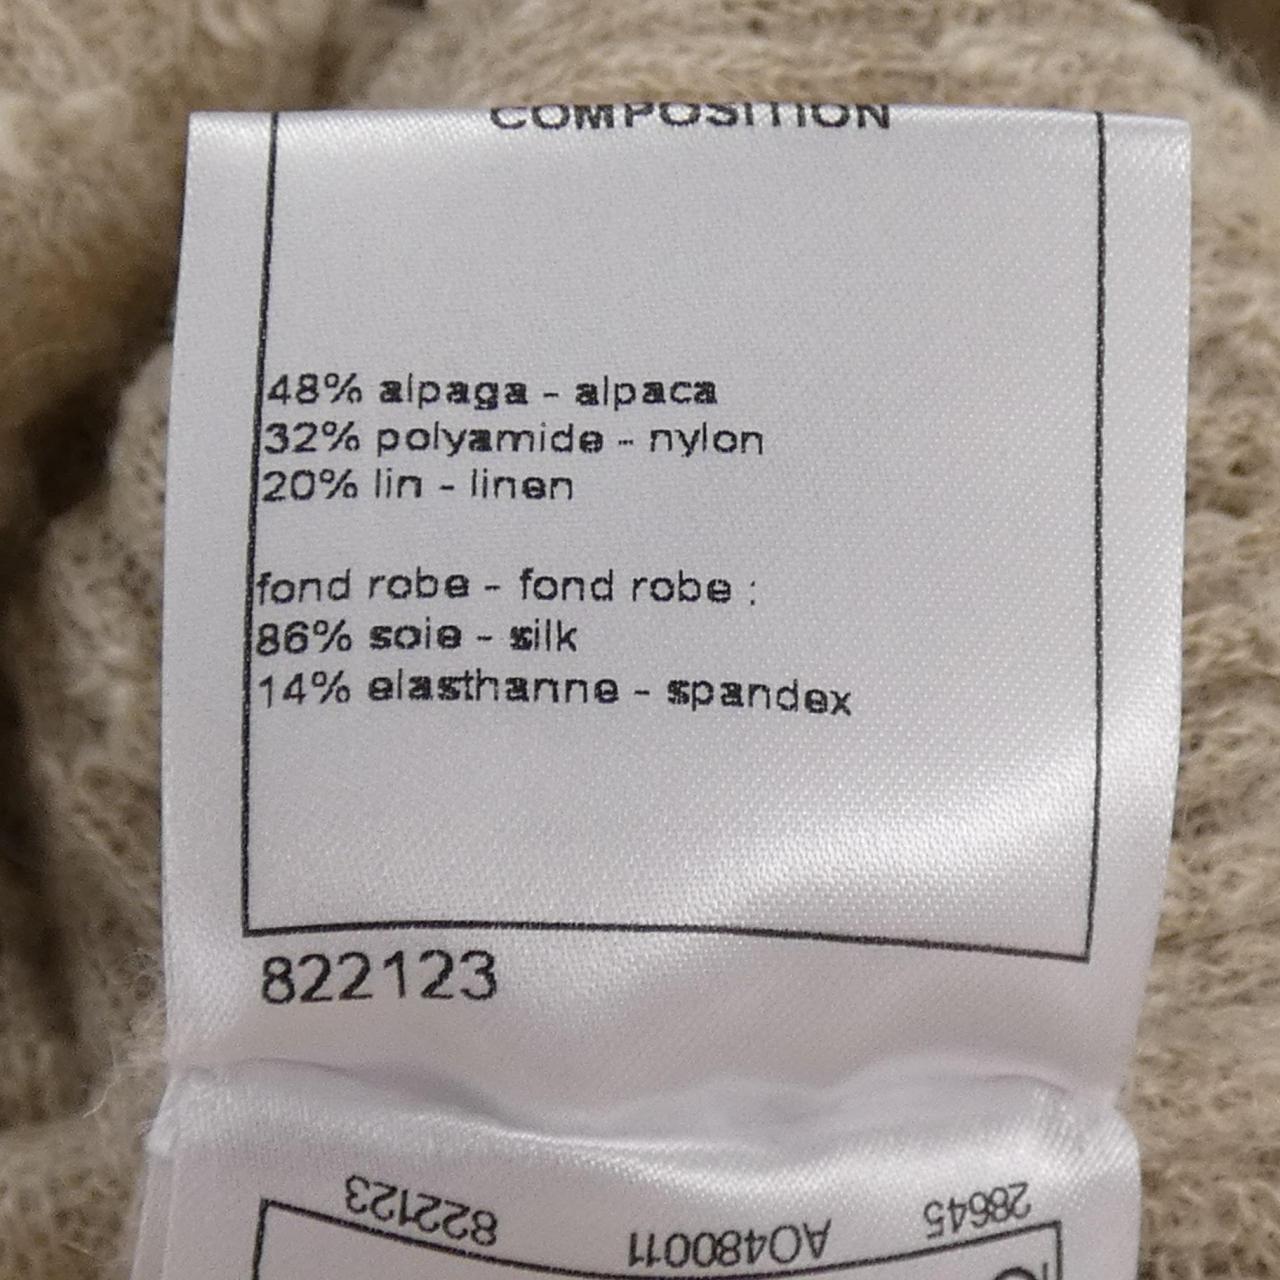 COMPOSITION
48% alpaga - alpaca
32% polyamide - nylon
20% lin - linen
fond robe - fond robe :
86% soie - silk
14% elasthanne - spandex
822123
822123 AO480011 28645